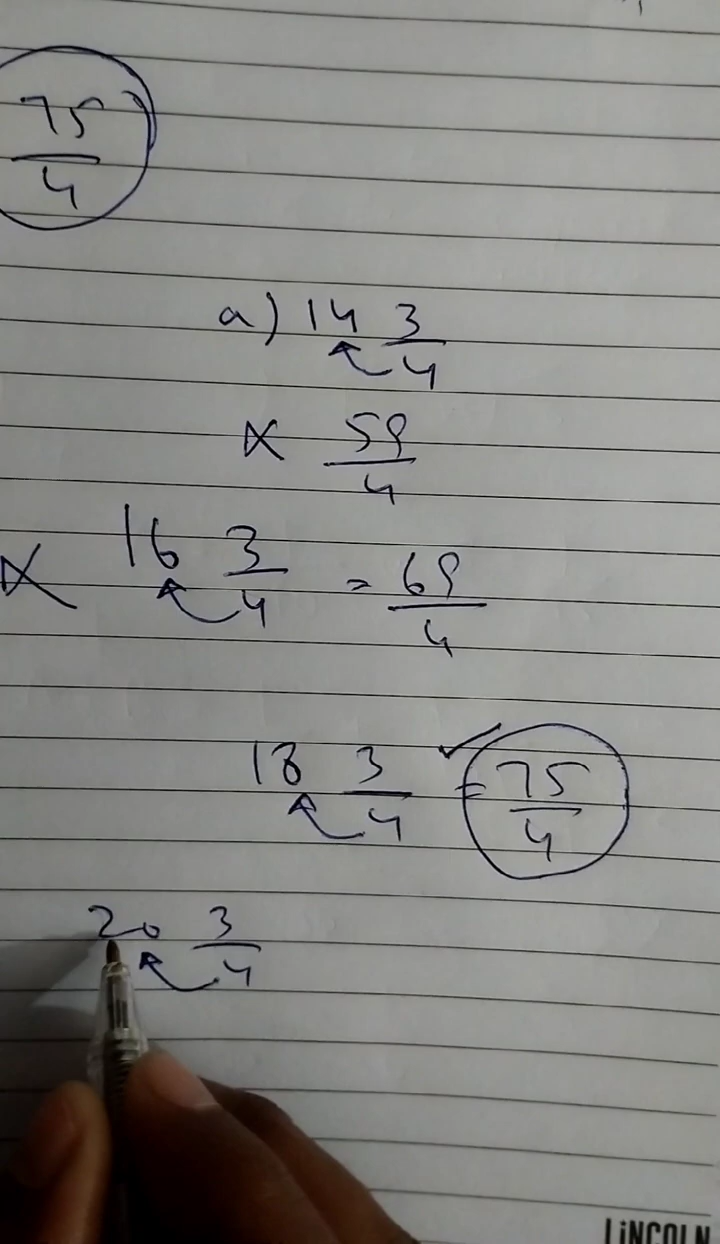 75
4
a) 14 3/4
× 59/4
× 16 3/4 = 69/4
18 3/4 ✓ = 75/4
20 3/4
LiNCOLN